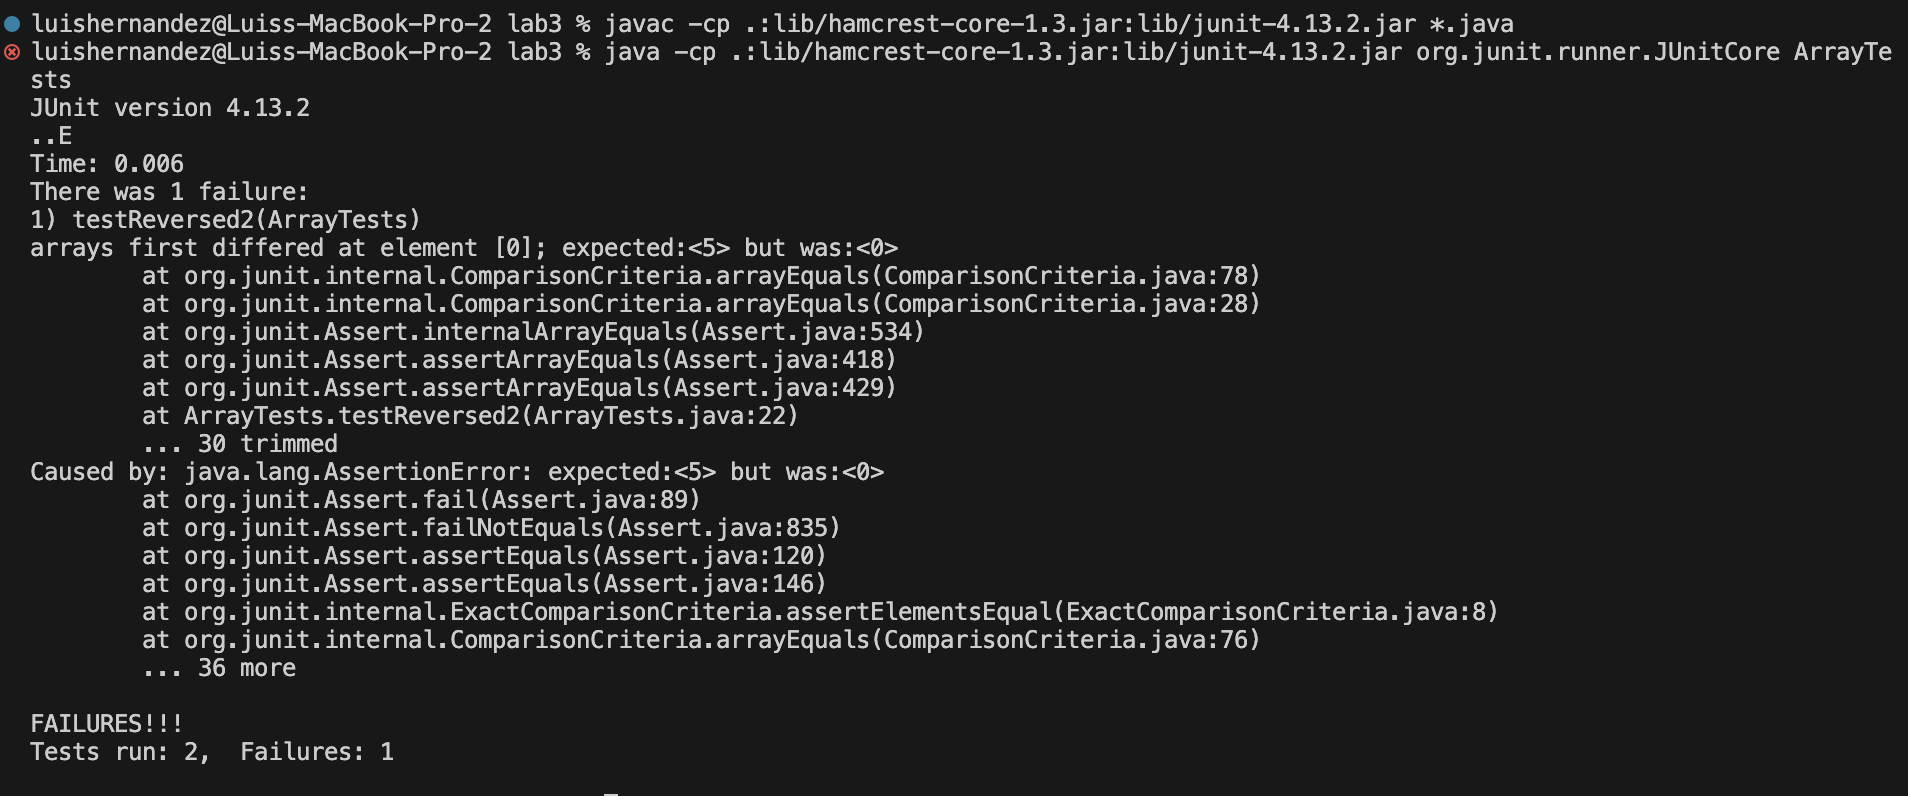 luishernandez@Luiss-MacBook-Pro-2 lab3 % javac -cp .:lib/hamcrest-core-1.3.jar:lib/junit-4.13.2.jar *.java
luishernandez@Luiss-MacBook-Pro-2 lab3 % java -cp .:lib/hamcrest-core-1.3.jar:lib/junit-4.13.2.jar org.junit.runner.JUnitCore ArrayTe
sts
JUnit version 4.13.2
..E
Time: 0.006
There was 1 failure:
1) testReversed2(ArrayTests)
arrays first differed at element [0]; expected:<5> but was:<0>
        at org.junit.internal.ComparisonCriteria.arrayEquals(ComparisonCriteria.java:78)
        at org.junit.internal.ComparisonCriteria.arrayEquals(ComparisonCriteria.java:28)
        at org.junit.Assert.internalArrayEquals(Assert.java:534)
        at org.junit.Assert.assertArrayEquals(Assert.java:418)
        at org.junit.Assert.assertArrayEquals(Assert.java:429)
        at ArrayTests.testReversed2(ArrayTests.java:22)
        ... 30 trimmed
Caused by: java.lang.AssertionError: expected:<5> but was:<0>
        at org.junit.Assert.fail(Assert.java:89)
        at org.junit.Assert.failNotEquals(Assert.java:835)
        at org.junit.Assert.assertEquals(Assert.java:120)
        at org.junit.Assert.assertEquals(Assert.java:146)
        at org.junit.internal.ExactComparisonCriteria.assertElementsEqual(ExactComparisonCriteria.java:8)
        at org.junit.internal.ComparisonCriteria.arrayEquals(ComparisonCriteria.java:76)
        ... 36 more

FAILURES!!!
Tests run: 2,  Failures: 1